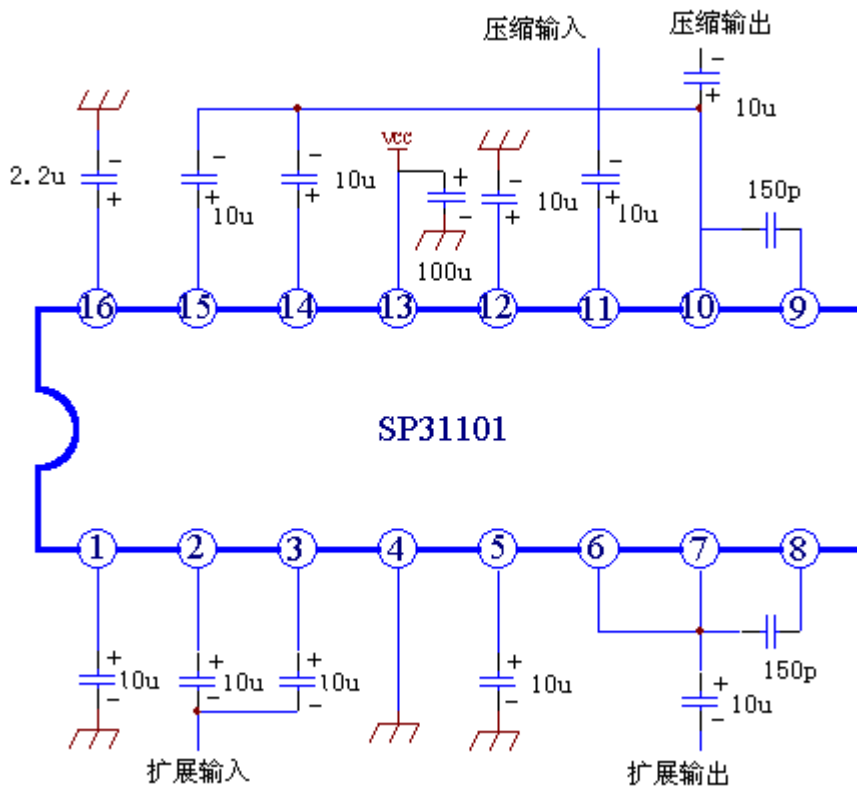 压缩输入 压缩输出
- + 10u
2.2u - +
- + 10u
- + 10u
VCC
+ - 100u
- + 10u
- + 10u
150p
16 15 14 13 12 11 10 9
SP31101
1 2 3 4 5 6 7 8
+ 10u -
+ 10u -
+ 10u -
+ 10u -
150p
+ 10u -
扩展输入 扩展输出